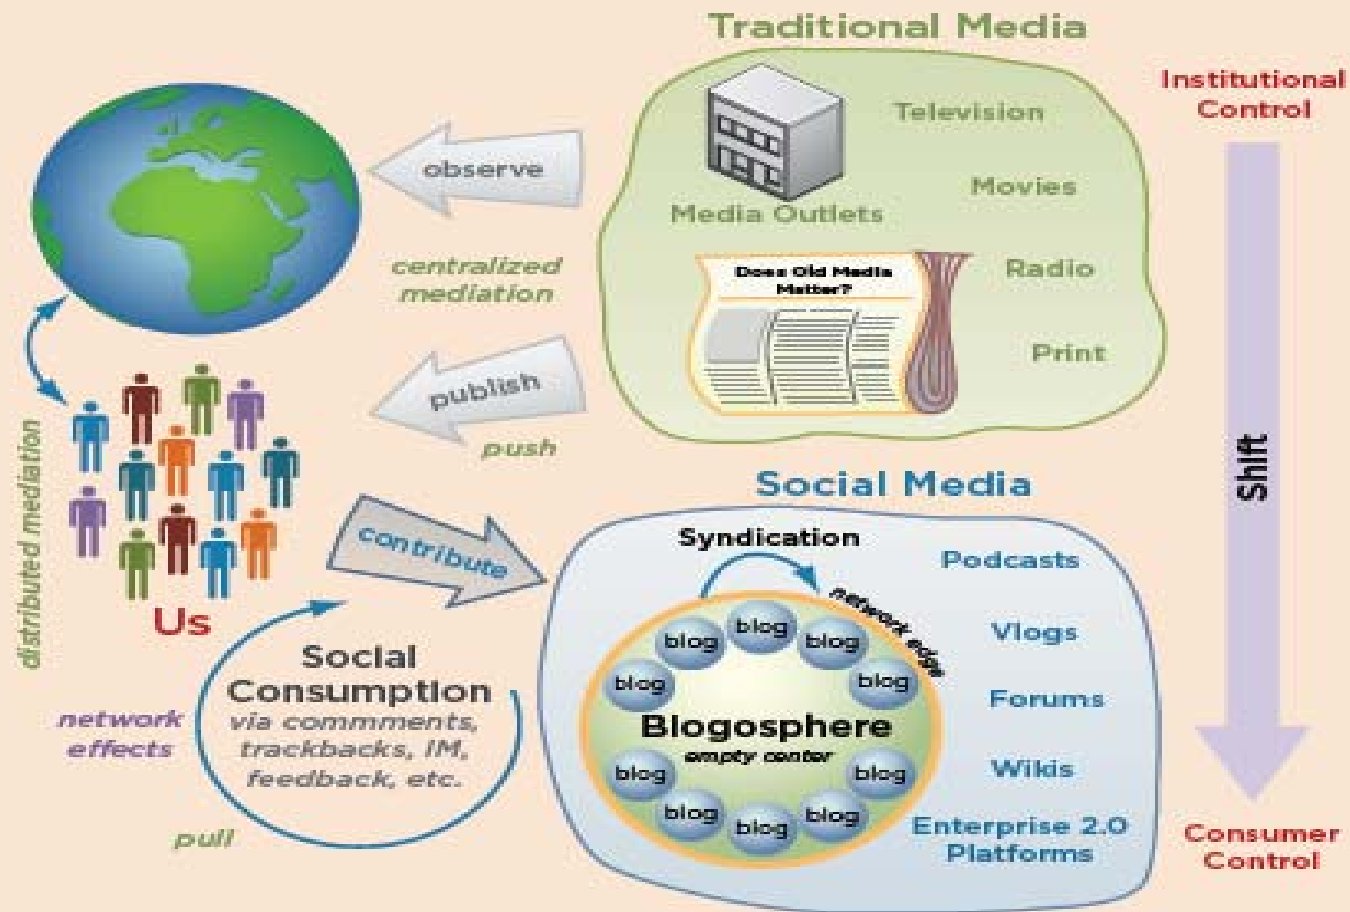 Traditional Media
Institutional
Control
Television
Movies
Media Outlets
Radio
Does Old Media
Matter?
Print
observe
centralized
mediation
publish
push
distributed mediation
Us
Shift
Social Media
contribute
Syndication
network edge
blog
blog
blog
blog
blog
Blogosphere
empty center
blog
blog
blog
blog
blog
Podcasts
Vlogs
Forums
Wikis
Enterprise 2.0
Platforms
Social
Consumption
via commments,
trackbacks, IM,
feedback, etc.
network
effects
pull
Consumer
Control